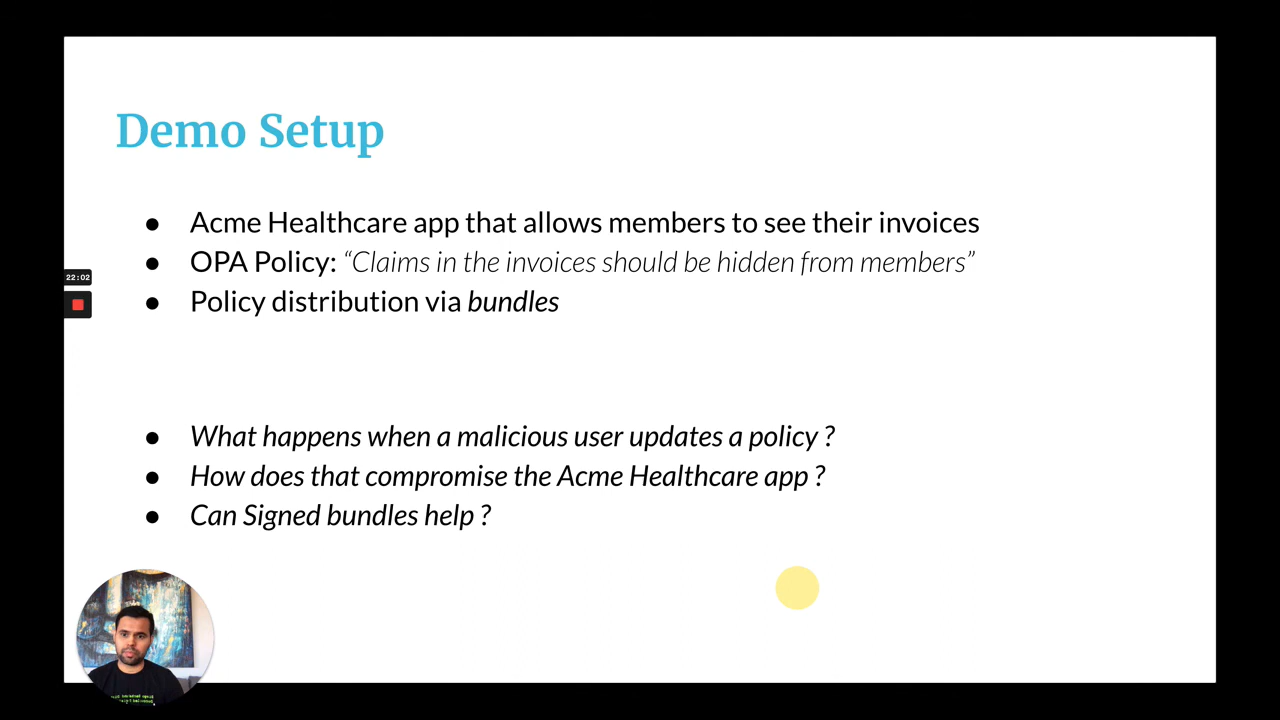 Demo Setup
● Acme Healthcare app that allows members to see their invoices
● OPA Policy: “Claims in the invoices should be hidden from members”
● Policy distribution via bundles
22:02
● What happens when a malicious user updates a policy ?
● How does that compromise the Acme Healthcare app ?
● Can Signed bundles help ?